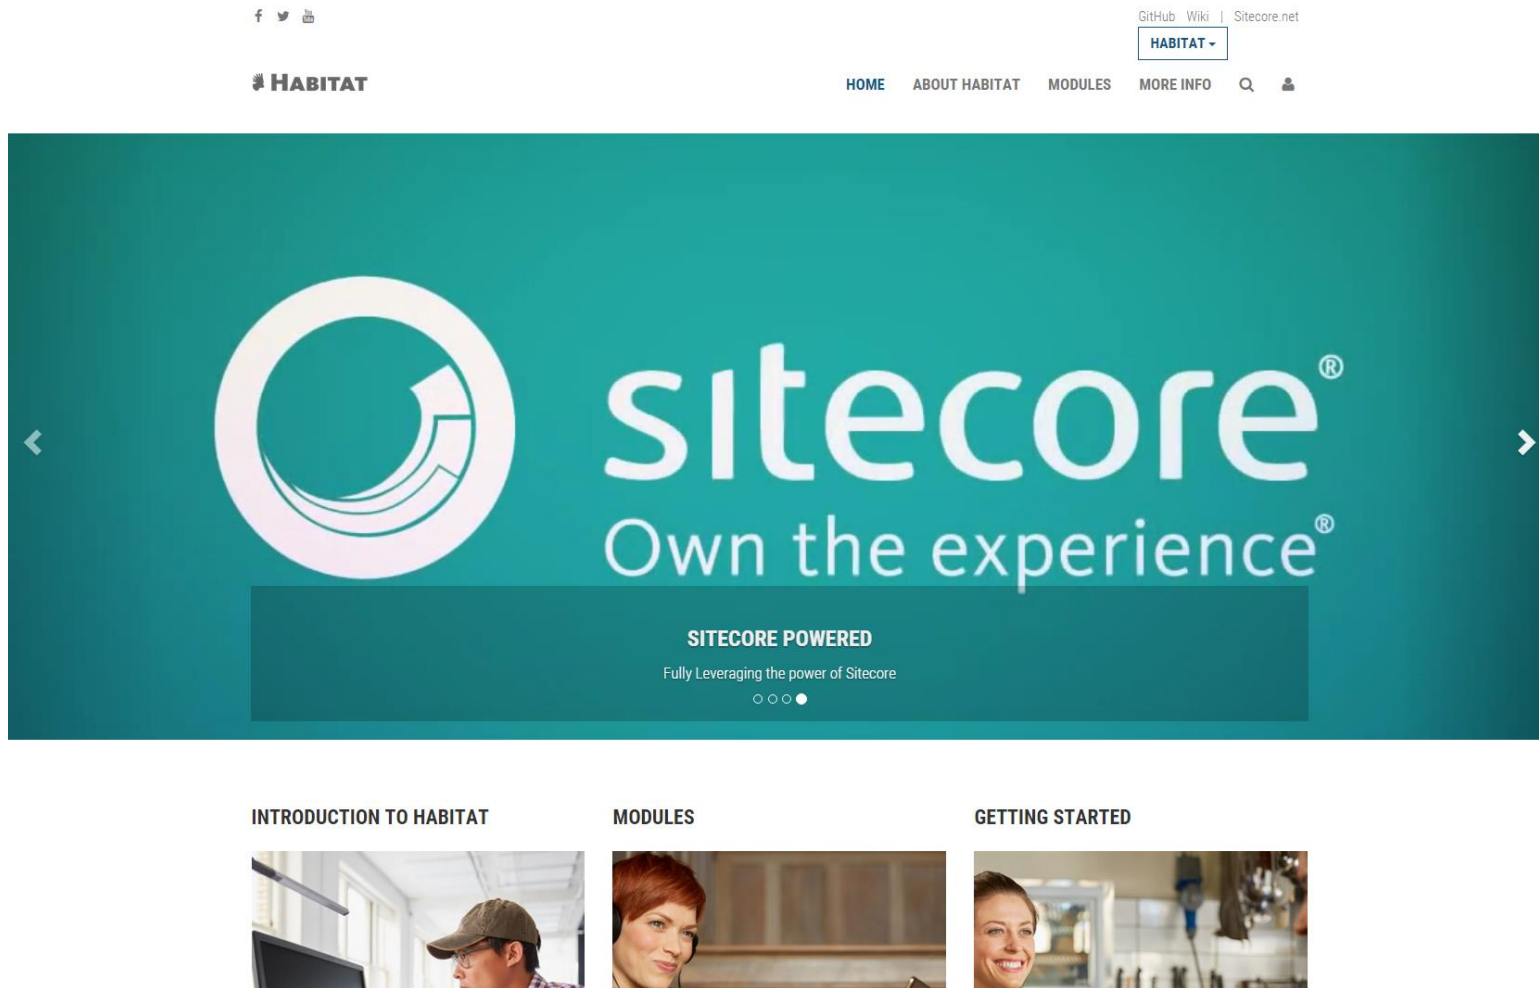 GitHub Wiki | Sitecore.net
HABITAT
HABITAT
HOME ABOUT HABITAT MODULES MORE INFO
sitecore®
Own the experience®
SITECORE POWERED
Fully Leveraging the power of Sitecore
INTRODUCTION TO HABITAT
MODULES
GETTING STARTED